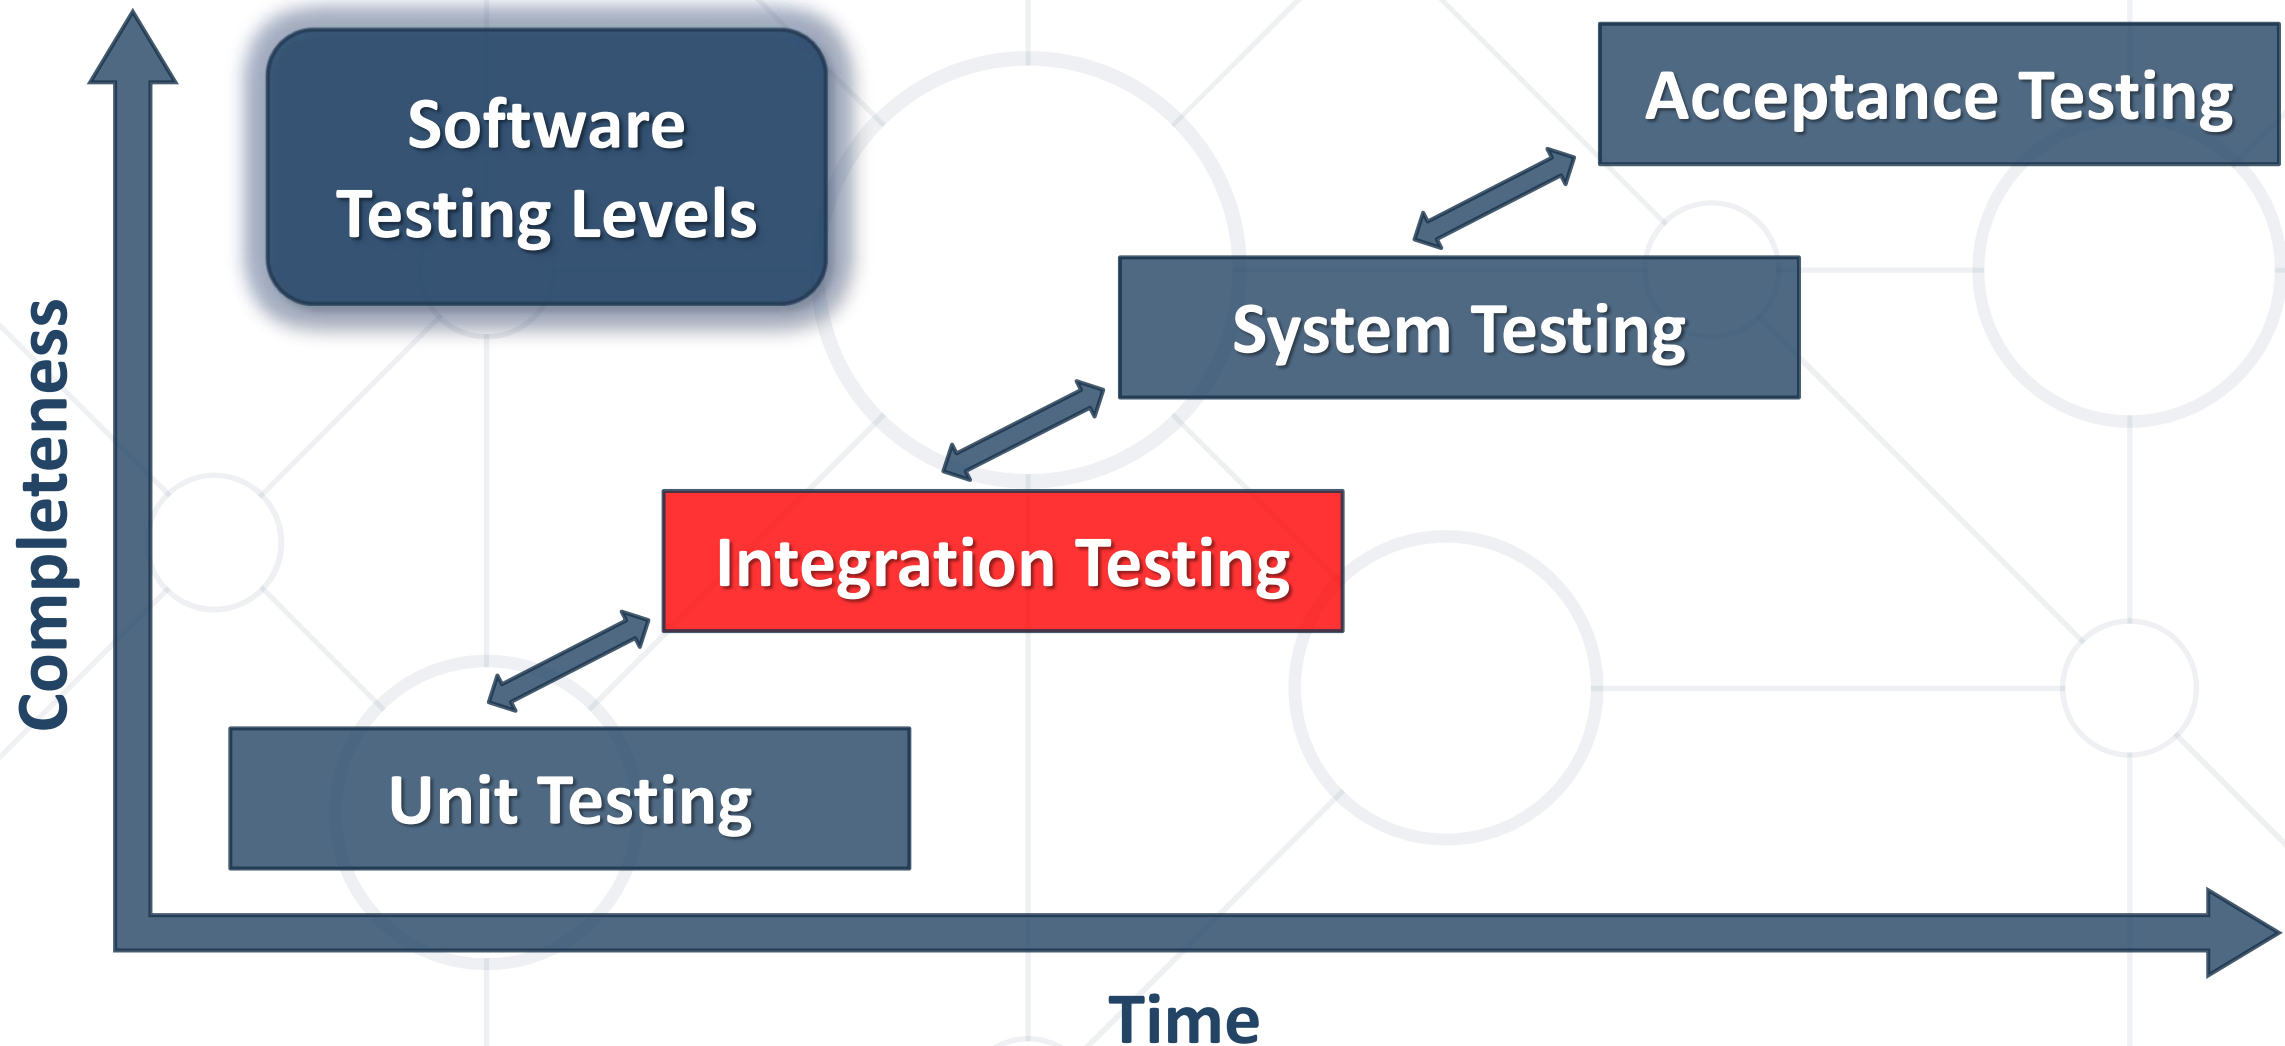 Software
Testing Levels
Acceptance Testing
System Testing
Integration Testing
Unit Testing
Completeness
Time